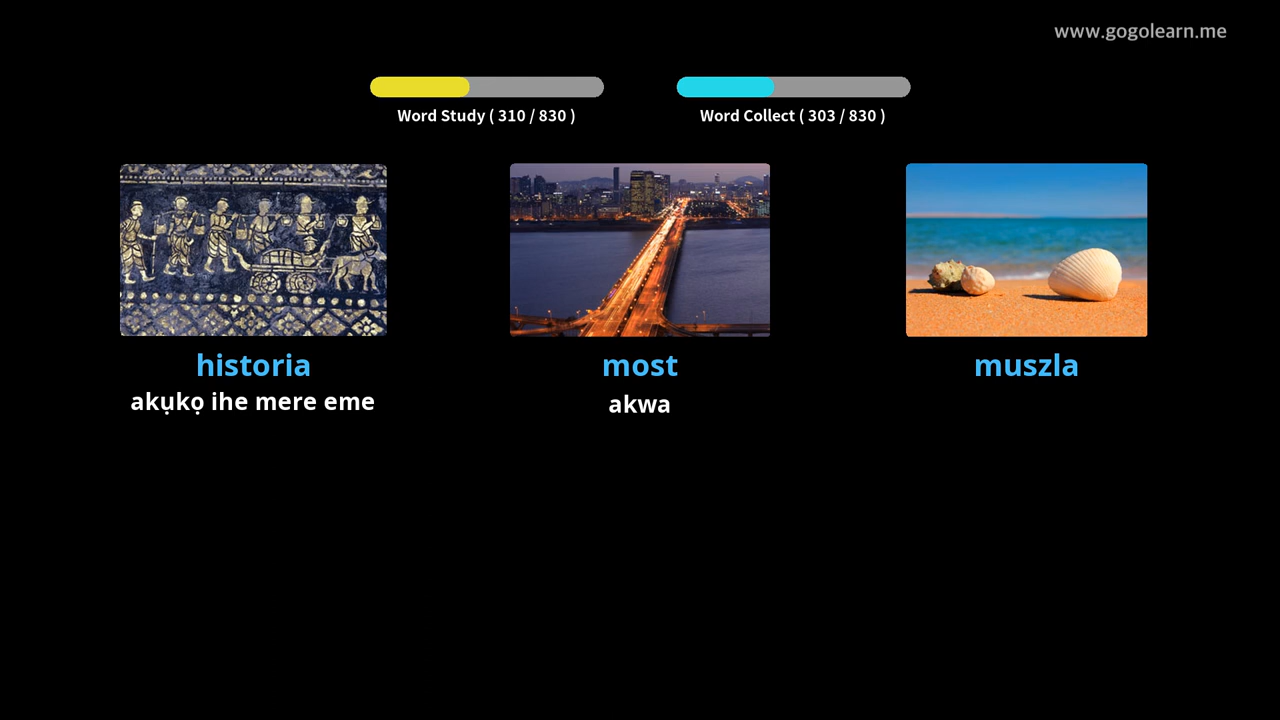 www.gogolearn.me
Word Study ( 310 / 830 )
Word Collect ( 303 / 830 )
historia
akụkọ ihe mere eme
most
akwa
muszla